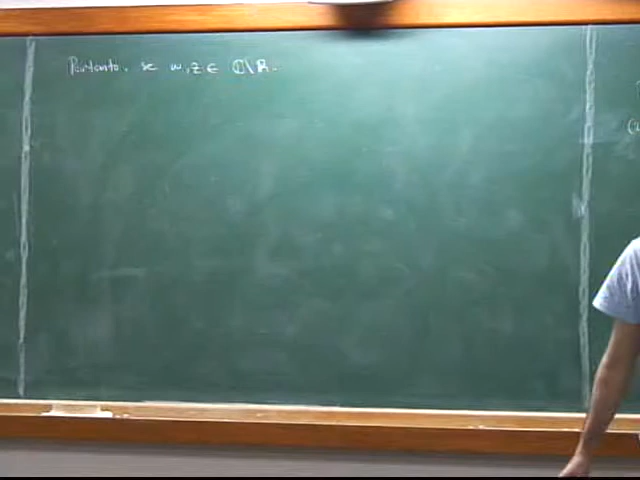 Portanto, se w, z ∈ ℂ\ℝ.